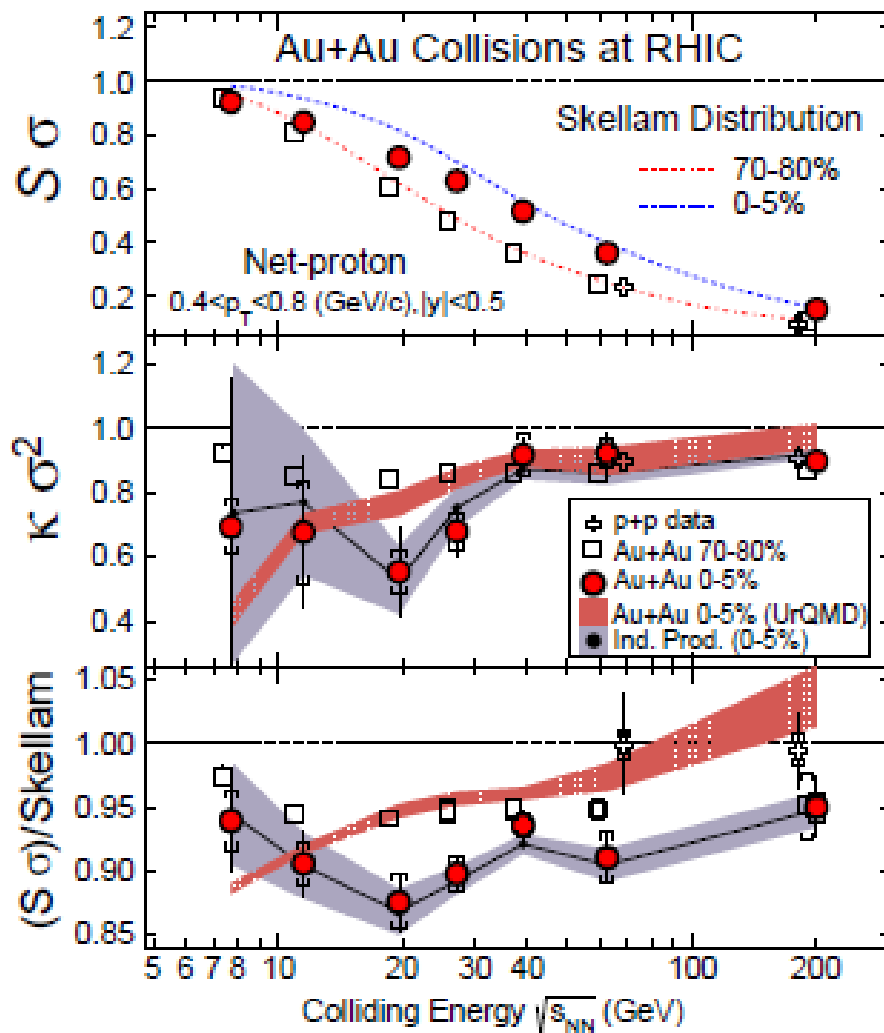 Au+Au Collisions at RHIC
S σ
1.2
1.0
0.8
0.6
0.4
0.2
Skellam Distribution
70-80%
0-5%
Net-proton
0.4<p_T<0.8 (GeV/c),|y|<0.5
κ σ²
1.2
1.0
0.8
0.6
0.4
p+p data
Au+Au 70-80%
Au+Au 0-5%
Au+Au 0-5% (UrQMD)
Ind. Prod. (0-5%)
(S σ)/Skellam
1.05
1.00
0.95
0.90
0.85
5 6 7 8 10 20 30 40 100 200
Colliding Energy √s_NN (GeV)